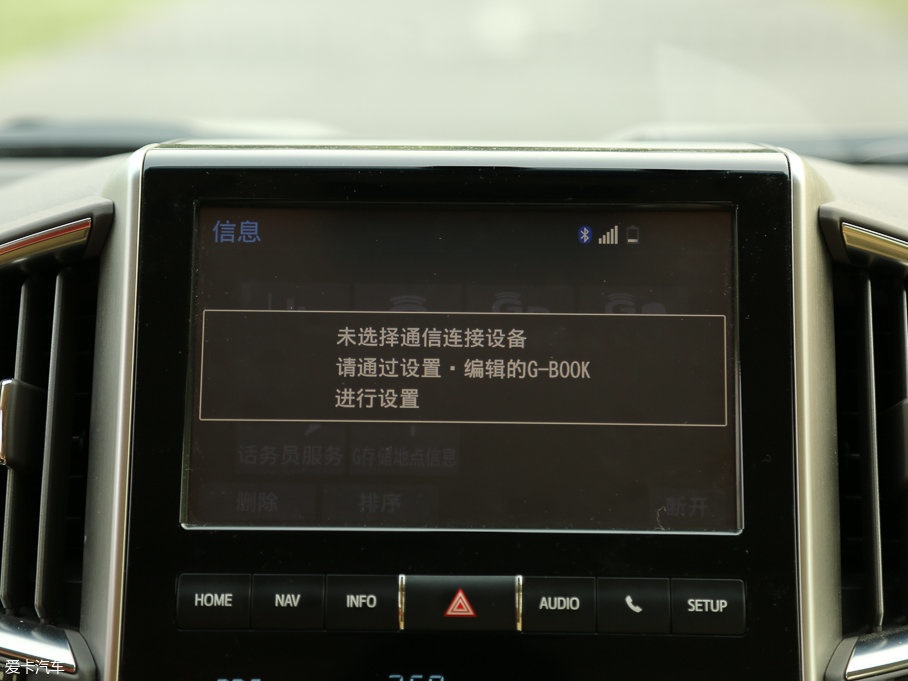 信息
未选择通信连接设备
请通过设置·编辑的G-BOOK
进行设置
话务员服务 G存储地点信息
删除 排序 断开
HOME NAV INFO AUDIO SETUP
爱卡汽车